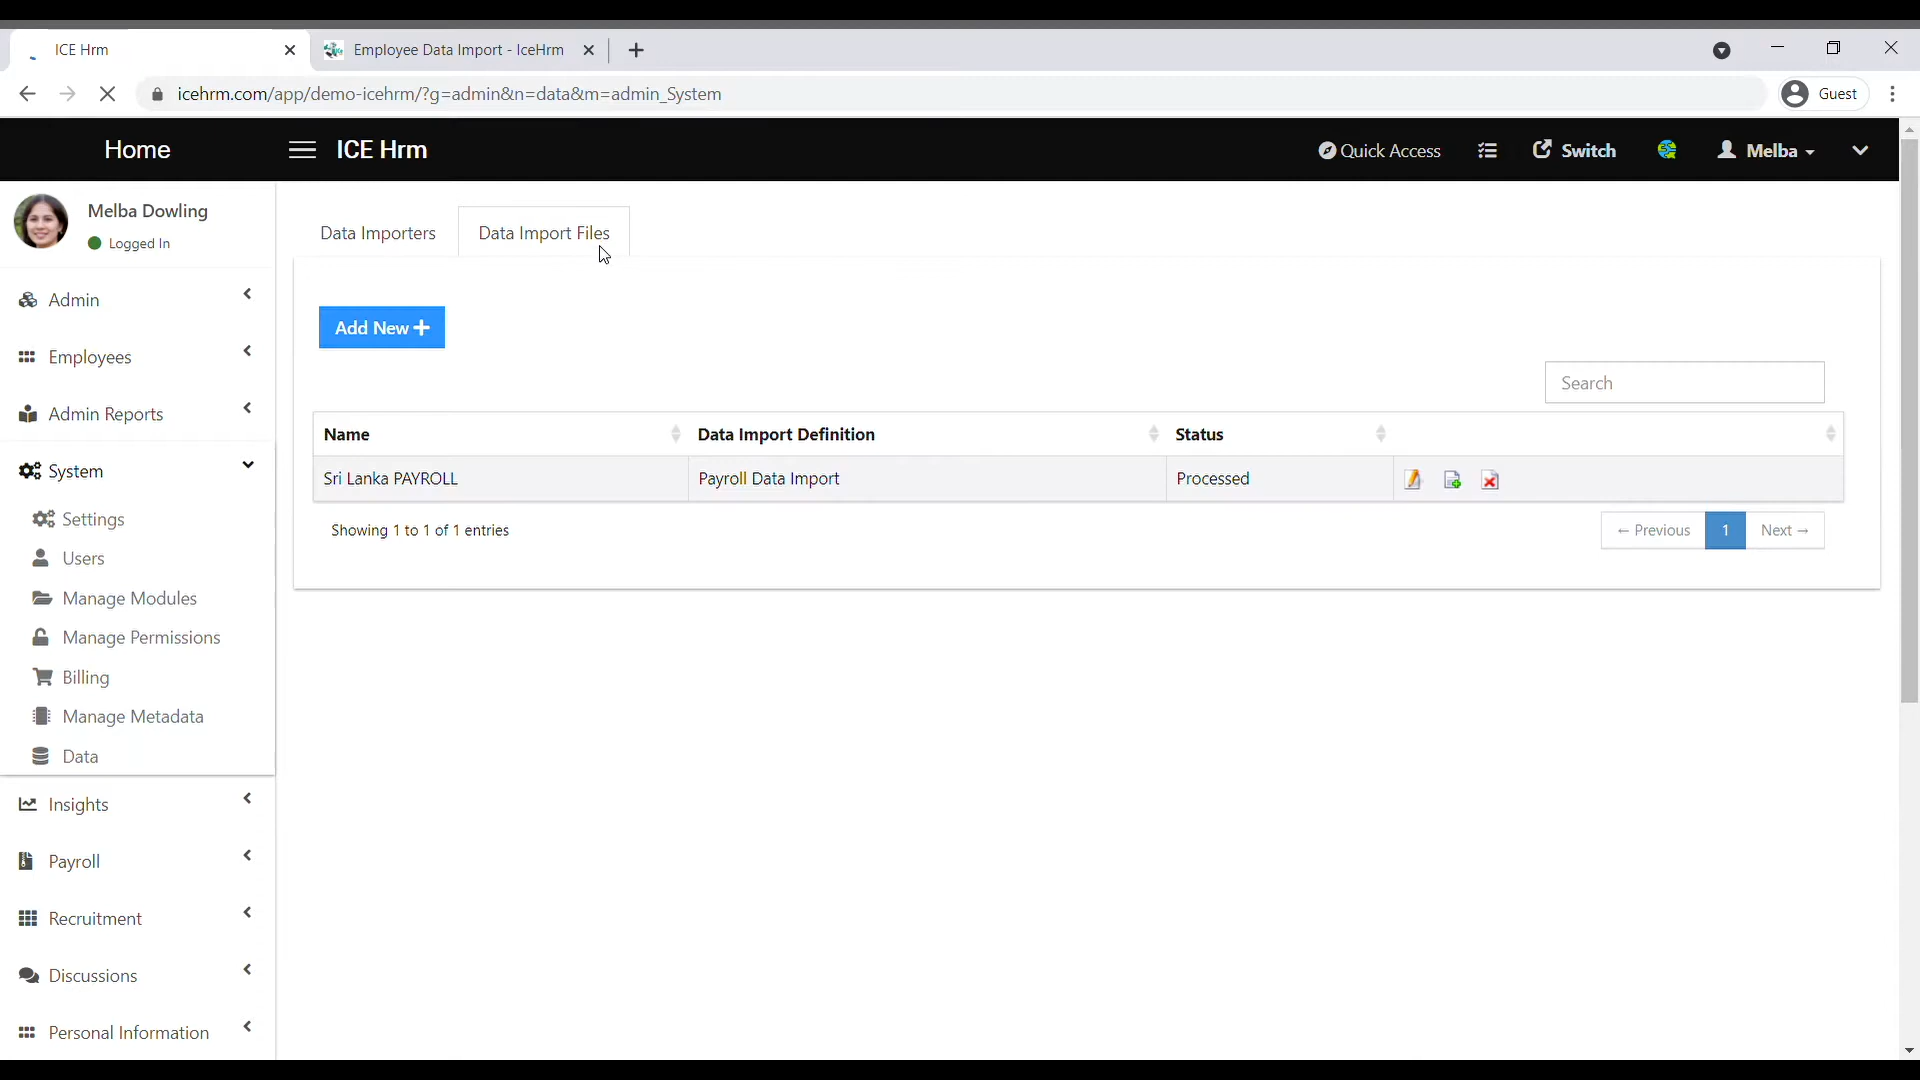 ICE Hrm
Employee Data Import - IceHrm
icehrm.com/app/demo-icehrm/?g=admin&n=data&m=admin_System
Guest
Home
ICE Hrm
Quick Access
Switch
Melba
Melba Dowling
Logged In
Admin
Employees
Admin Reports
System
Settings
Users
Manage Modules
Manage Permissions
Billing
Manage Metadata
Data
Insights
Payroll
Recruitment
Discussions
Personal Information
Data Importers
Data Import Files
Add New
Search
Name Data Import Definition Status
Sri Lanka PAYROLL Payroll Data Import Processed
Showing 1 to 1 of 1 entries
← Previous 1 Next →